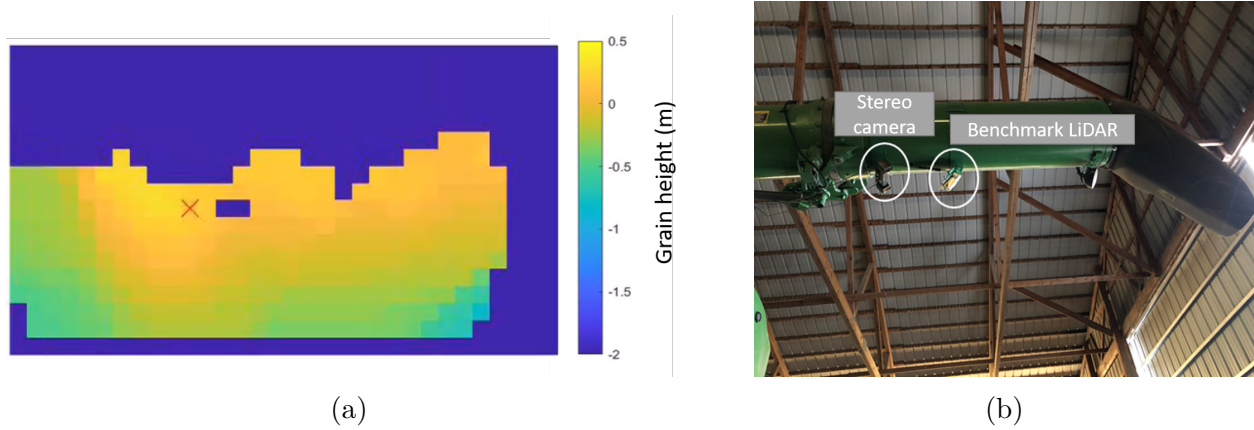 0.5
0
-0.5
-1
-1.5
-2
Grain height (m)
Stereo
camera
Benchmark LiDAR
(a)
(b)